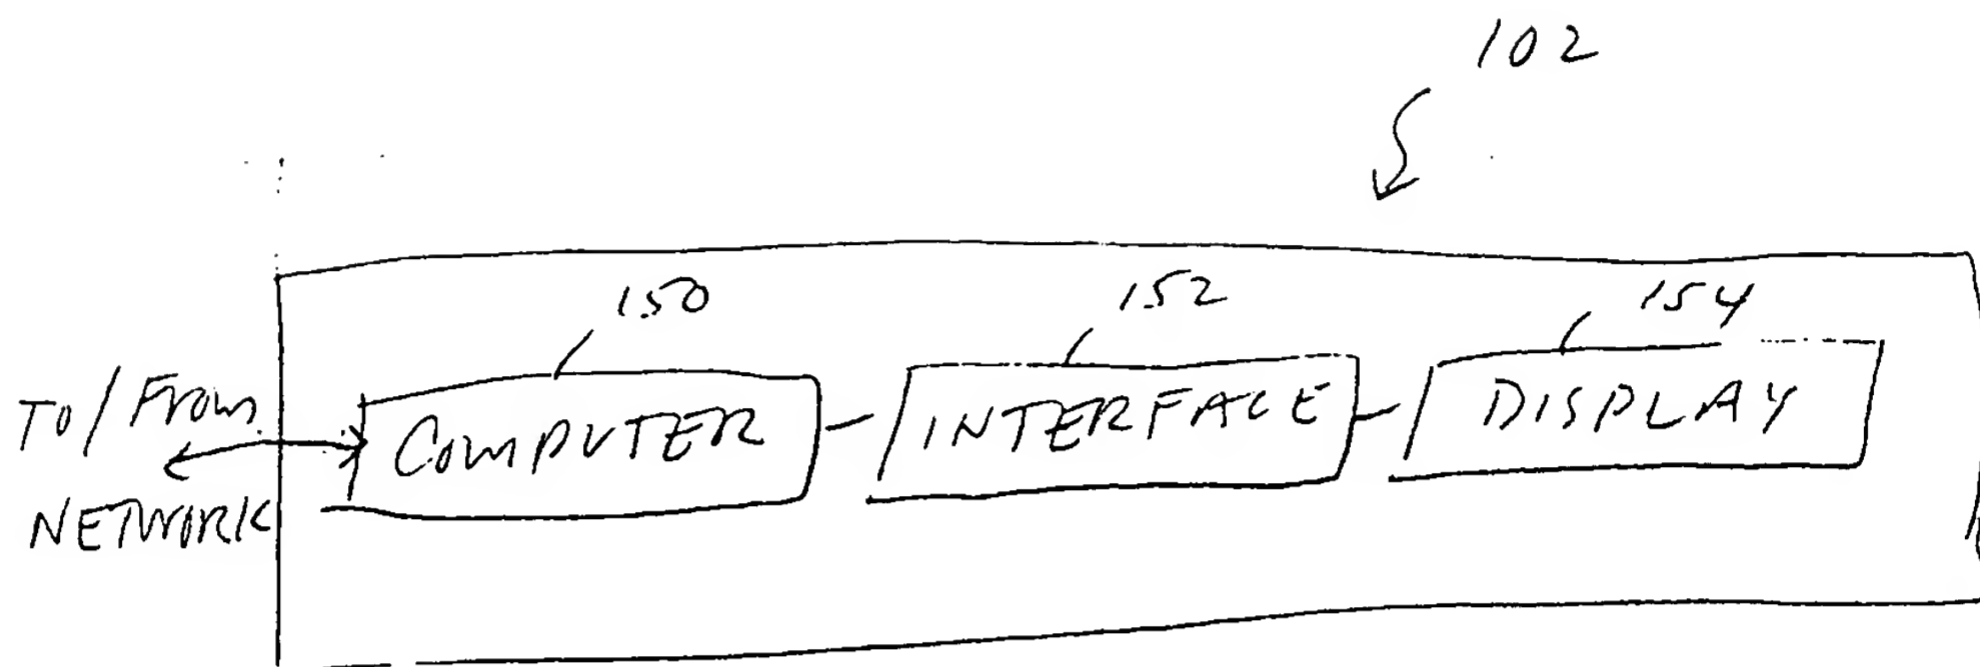 102
150
152
154
TO/From
COMPUTER
INTERFACE
DISPLAY
NETWORK